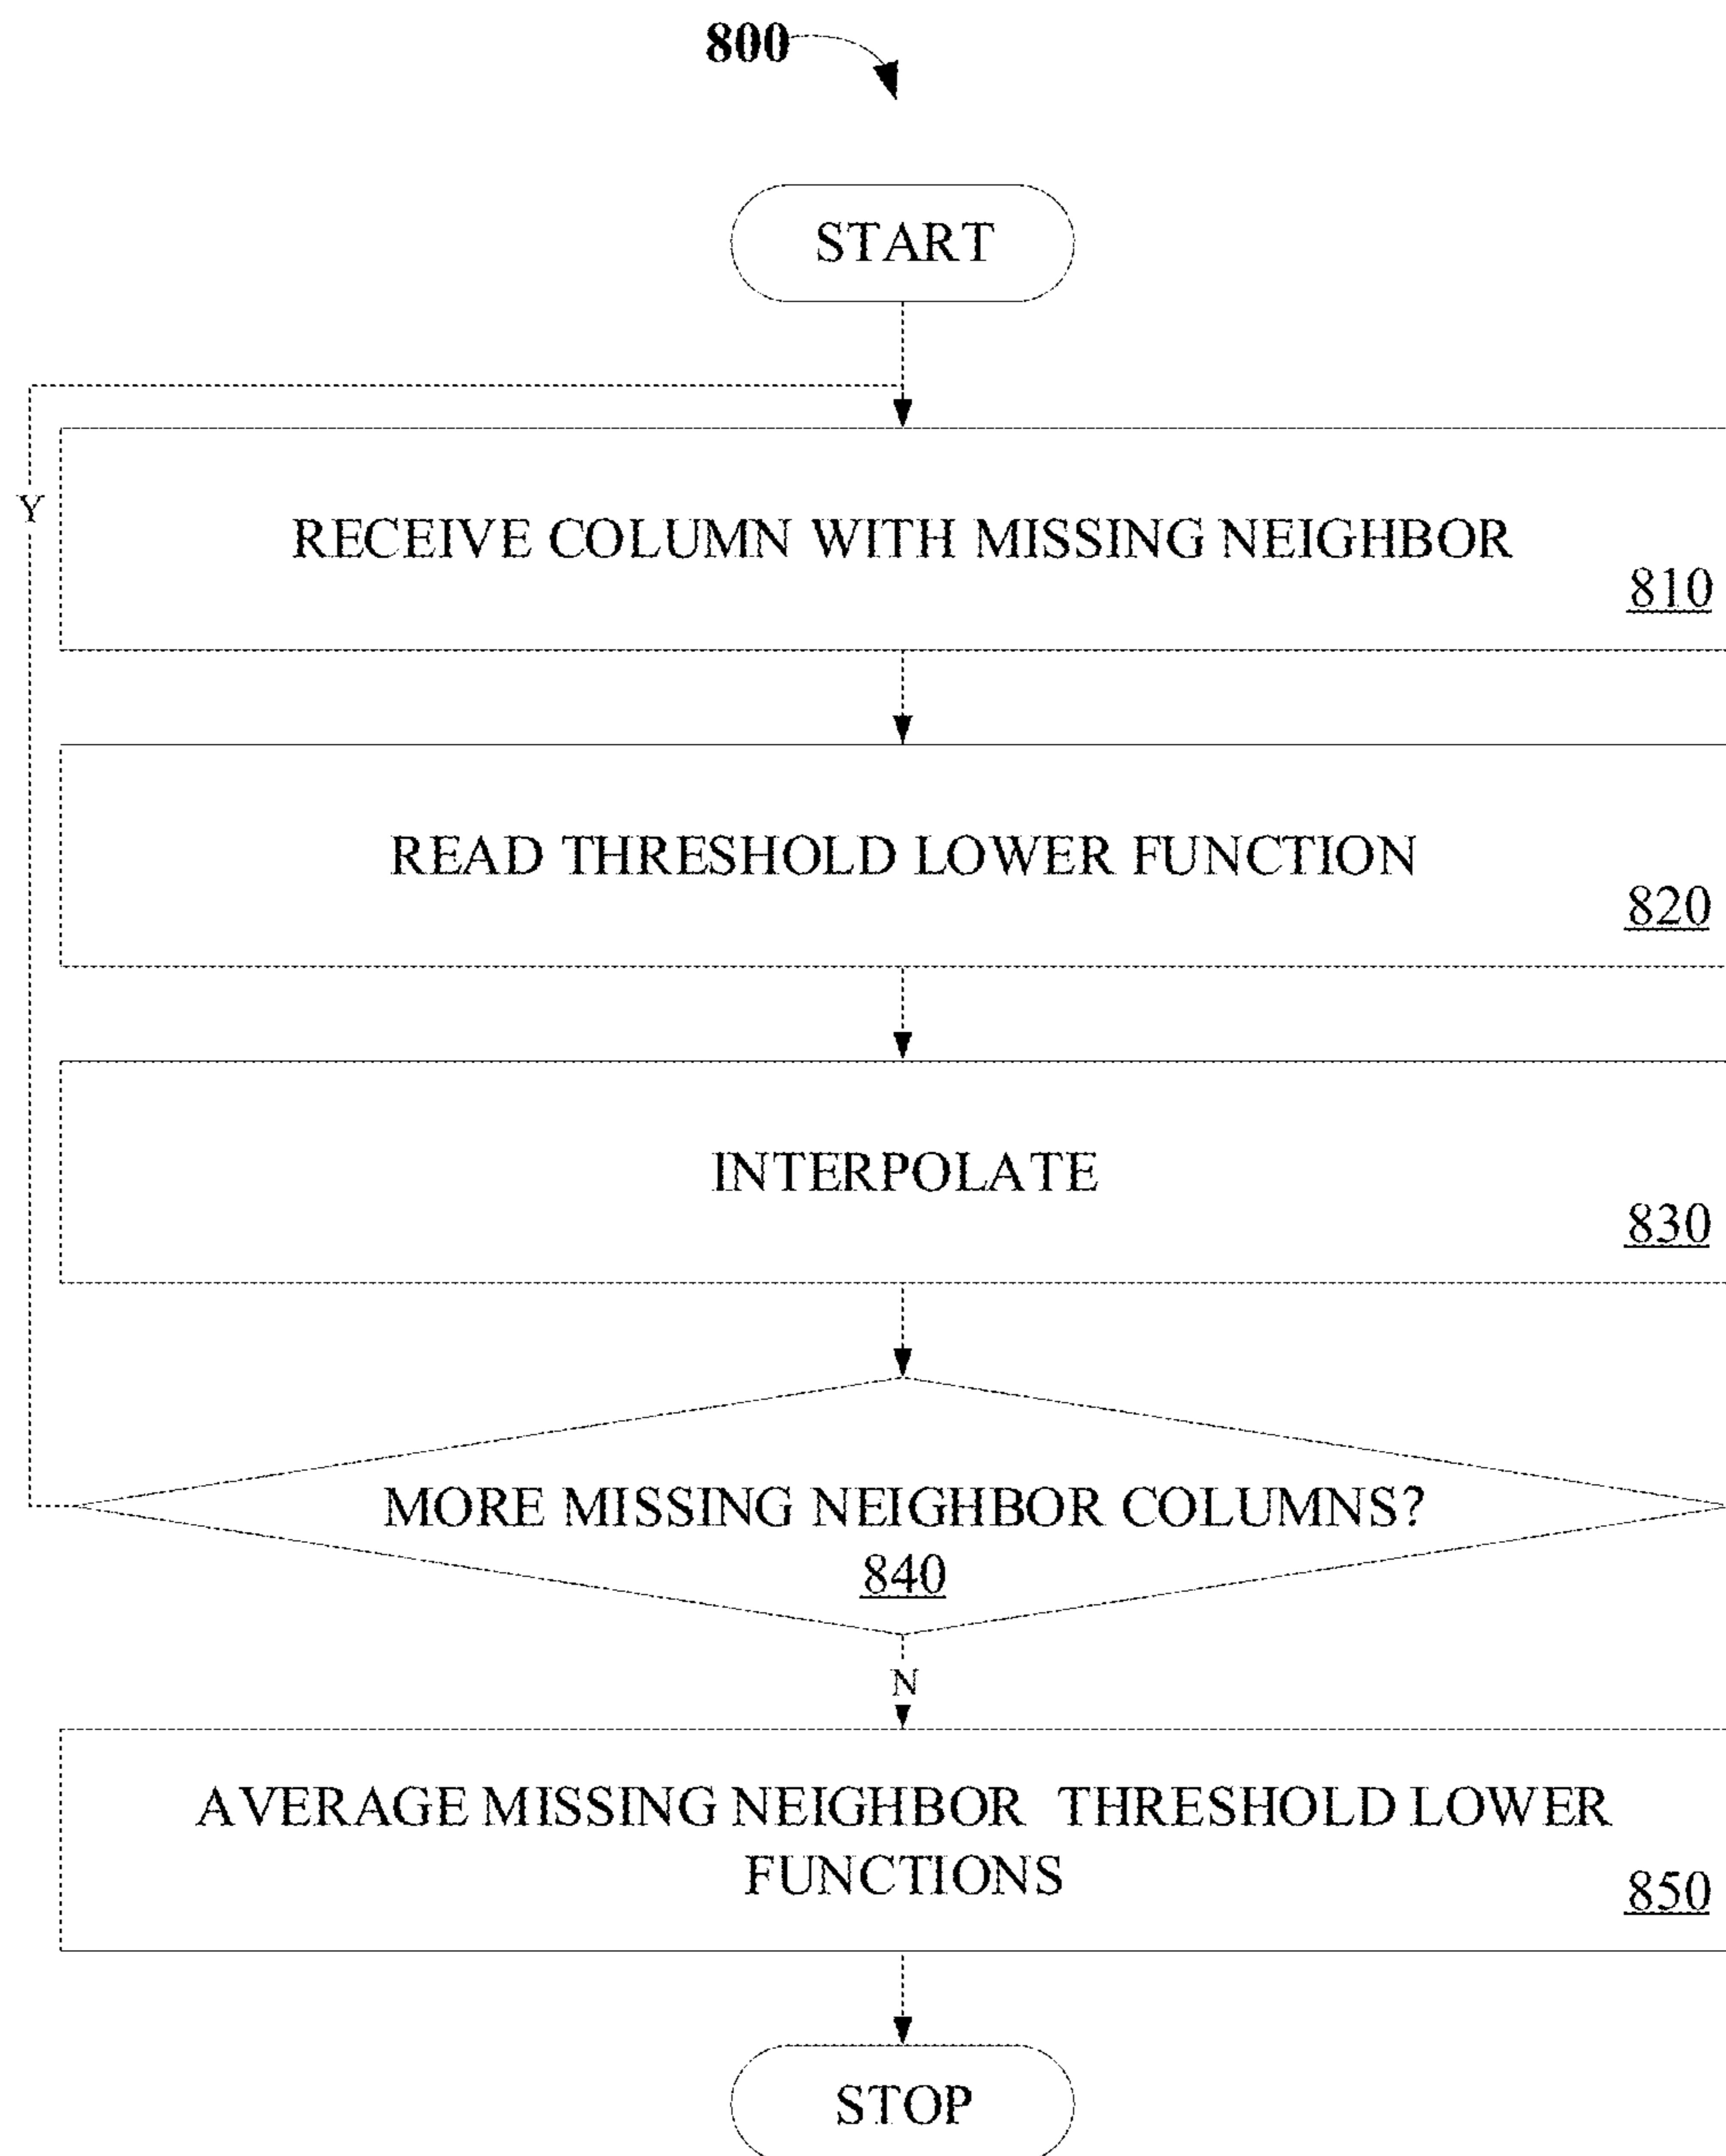 800
START
Y
RECEIVE COLUMN WITH MISSING NEIGHBOR
810
READ THRESHOLD LOWER FUNCTION
820
INTERPOLATE
830
MORE MISSING NEIGHBOR COLUMNS?
840
N
AVERAGE MISSING NEIGHBOR THRESHOLD LOWER
FUNCTIONS
850
STOP